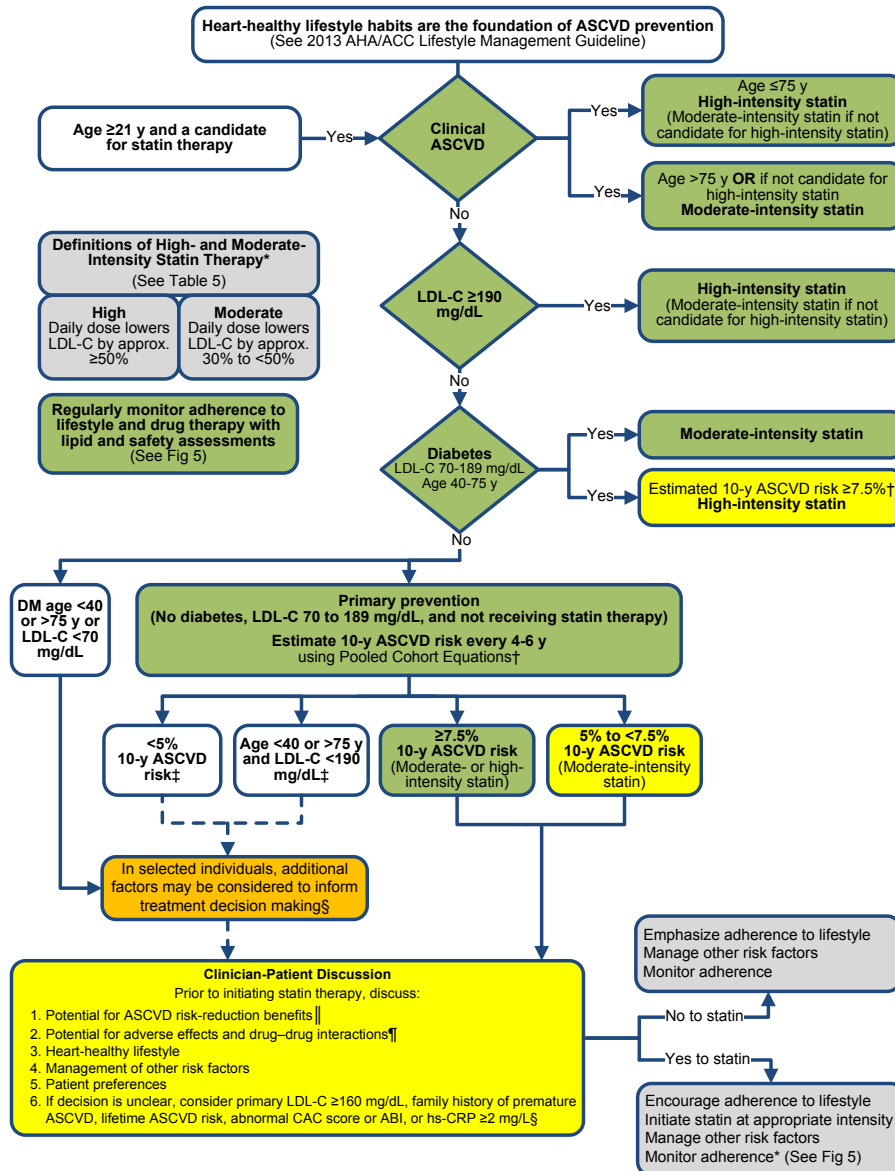 Heart-healthy lifestyle habits are the foundation of ASCVD prevention
(See 2013 AHA/ACC Lifestyle Management Guideline)
Age ≥21 y and a candidate
for statin therapy
Yes
Clinical
ASCVD
Yes
Age ≤75 y
High-intensity statin
(Moderate-intensity statin if not
candidate for high-intensity statin)
Yes
Age >75 y OR if not candidate for
high-intensity statin
Moderate-intensity statin
No
Definitions of High- and Moderate-
Intensity Statin Therapy*
(See Table 5)
High
Daily dose lowers
LDL-C by approx.
≥50%
Moderate
Daily dose lowers
LDL-C by approx.
30% to <50%
LDL-C ≥190
mg/dL
Yes
High-intensity statin
(Moderate-intensity statin if not
candidate for high-intensity statin)
No
Regularly monitor adherence to
lifestyle and drug therapy with
lipid and safety assessments
(See Fig 5)
Diabetes
LDL-C 70-189 mg/dL
Age 40-75 y
Yes
Moderate-intensity statin
Yes
Estimated 10-y ASCVD risk ≥7.5%†
High-intensity statin
No
DM age <40
or >75 y or
LDL-C <70
mg/dL
Primary prevention
(No diabetes, LDL-C 70 to 189 mg/dL, and not receiving statin therapy)
Estimate 10-y ASCVD risk every 4-6 y
using Pooled Cohort Equations†
<5%
10-y ASCVD
risk‡
Age <40 or >75 y
and LDL-C <190
mg/dL‡
≥7.5%
10-y ASCVD risk
(Moderate- or high-
intensity statin)
5% to <7.5%
10-y ASCVD risk
(Moderate-intensity
statin)
In selected individuals, additional
factors may be considered to inform
treatment decision making§
Clinician-Patient Discussion
Prior to initiating statin therapy, discuss:
1. Potential for ASCVD risk-reduction benefits‖
2. Potential for adverse effects and drug–drug interactions¶
3. Heart-healthy lifestyle
4. Management of other risk factors
5. Patient preferences
6. If decision is unclear, consider primary LDL-C ≥160 mg/dL, family history of premature
ASCVD, lifetime ASCVD risk, abnormal CAC score or ABI, or hs-CRP ≥2 mg/L§
Emphasize adherence to lifestyle
Manage other risk factors
Monitor adherence
No to statin
Yes to statin
Encourage adherence to lifestyle
Initiate statin at appropriate intensity
Manage other risk factors
Monitor adherence* (See Fig 5)